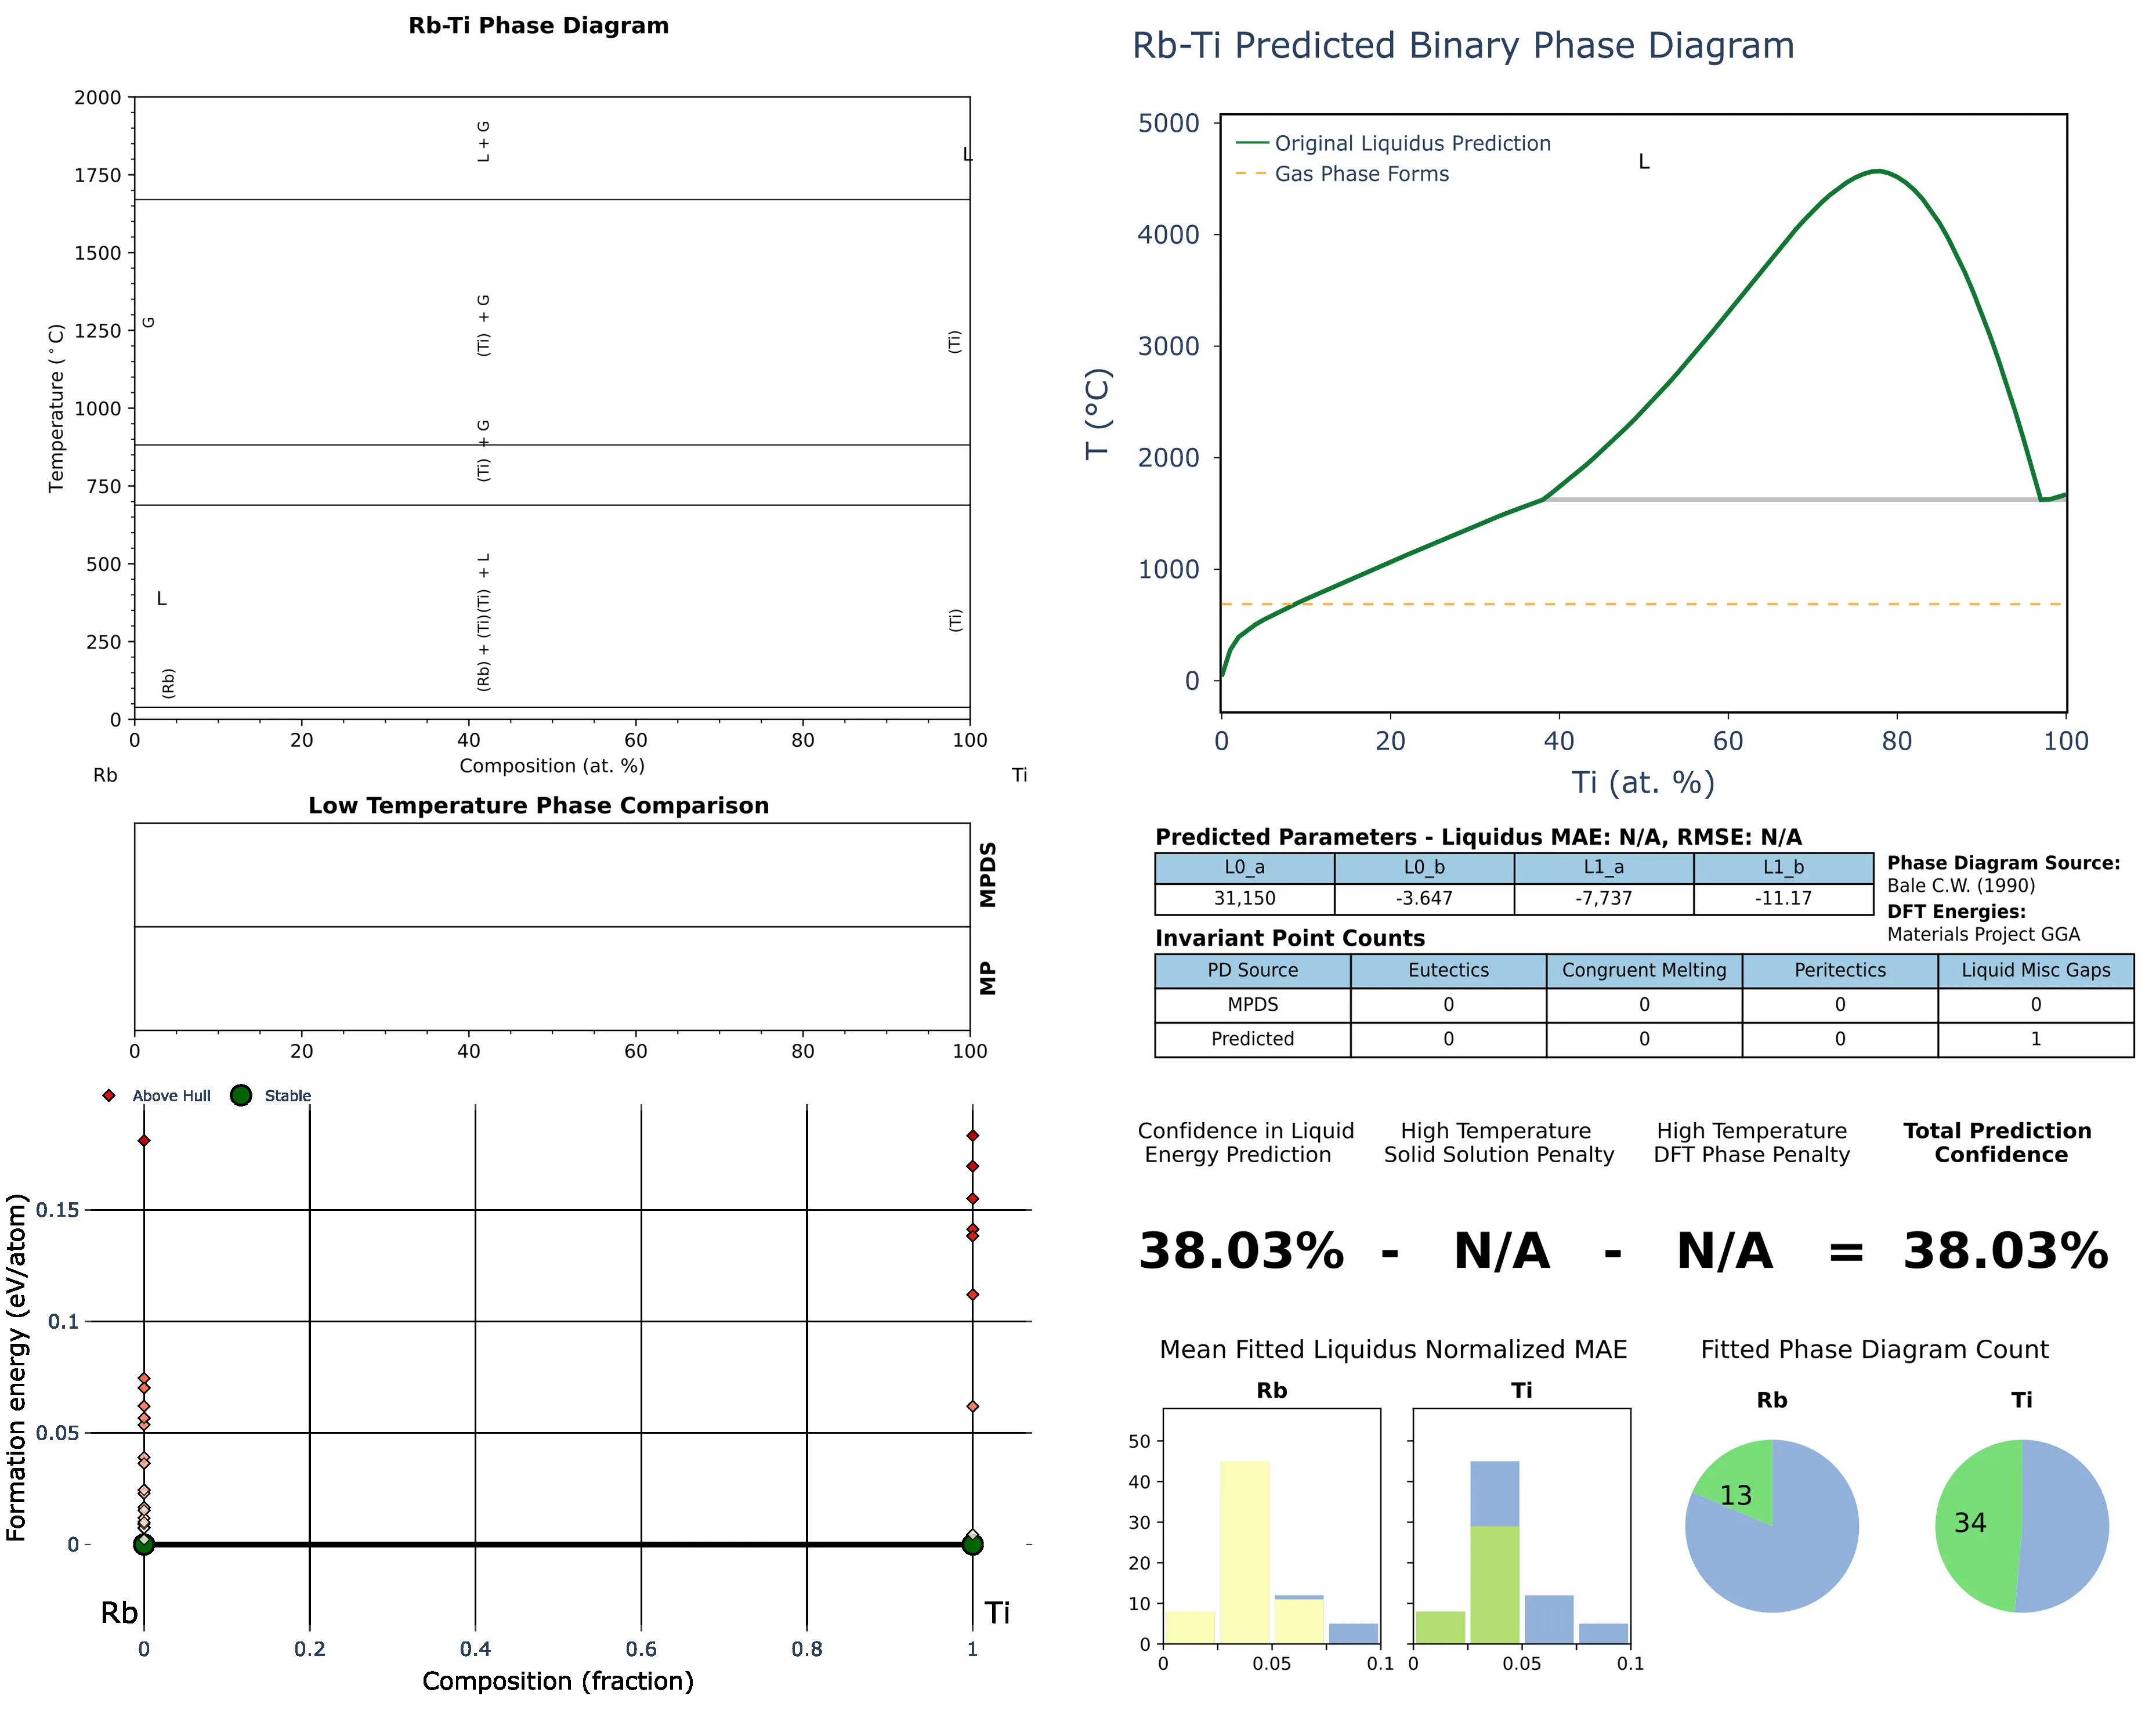 Rb-Ti Phase Diagram
2000
1750
1500
1250
1000
750
500
250
0
Temperature (°C)
L + G
L
G
(Ti) + G
(Ti)
(Ti) + G
(Ti) + L
L
(Ti)
(Rb)
(Rb) + (Ti)
0 20 40 60 80 100
Composition (at. %)
Rb Ti
Low Temperature Phase Comparison
MPDS
MP
0 20 40 60 80 100
Above Hull Stable
0.15
0.1
0.05
0
Formation energy (eV/atom)
Rb Ti
0 0.2 0.4 0.6 0.8 1
Composition (fraction)
Rb-Ti Predicted Binary Phase Diagram
5000
4000
3000
2000
1000
0
T (°C)
Original Liquidus Prediction
Gas Phase Forms
L
0 20 40 60 80 100
Ti (at. %)
Predicted Parameters - Liquidus MAE: N/A, RMSE: N/A
L0_a L0_b L1_a L1_b
31,150 -3.647 -7,737 -11.17
Phase Diagram Source:
Bale C.W. (1990)
DFT Energies:
Materials Project GGA
Invariant Point Counts
PD Source Eutectics Congruent Melting Peritectics Liquid Misc Gaps
MPDS 0 0 0 0
Predicted 0 0 0 1
Confidence in Liquid
Energy Prediction
High Temperature
Solid Solution Penalty
High Temperature
DFT Phase Penalty
Total Prediction
Confidence
38.03% - N/A - N/A = 38.03%
Mean Fitted Liquidus Normalized MAE
Rb Ti
50
40
30
20
10
0
0 0.05 0.1 0 0.05 0.1
Fitted Phase Diagram Count
Rb Ti
13 34